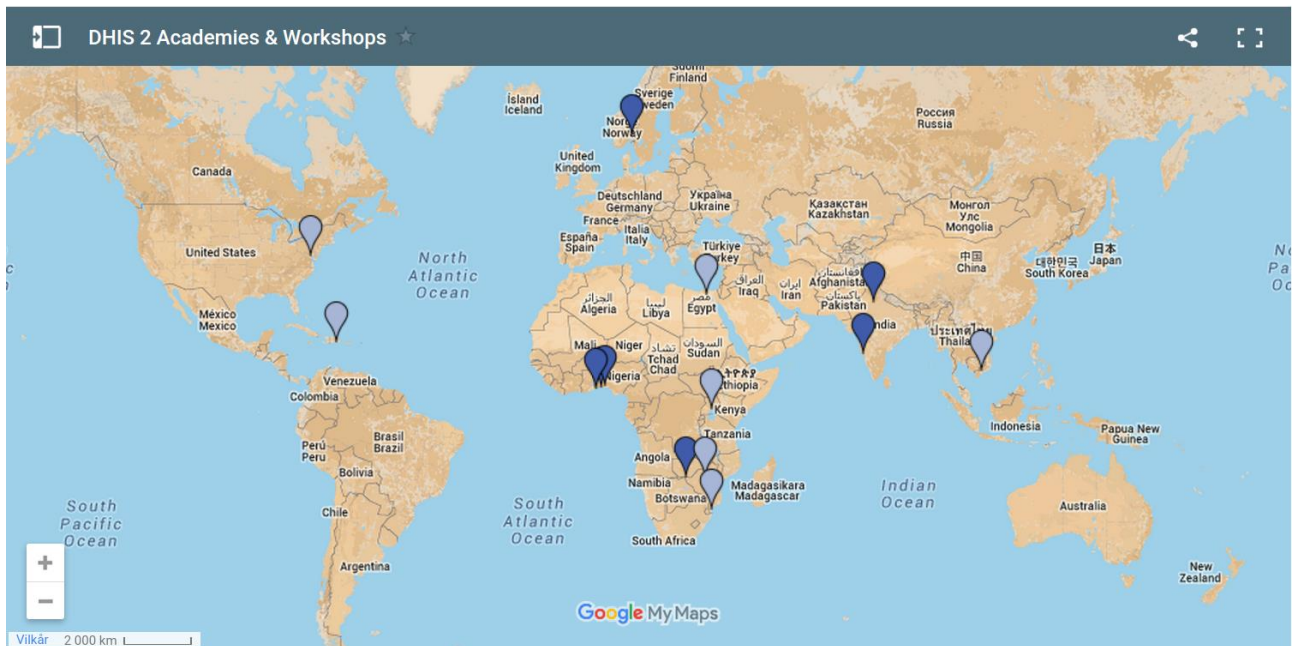 DHIS 2 Academies & Workshops
Suomi
Finland
Ísland
Iceland
Sverige
Sweden
Norge
Norway
Россия
Russia
Canada
United
Kingdom
Deutschland
Germany
Україна
Ukraine
Қазақстан
Kazakhstan
Монгол
Улс
Mongolia
France
Italia
Italy
España
Spain
Türkiye
Turkey
United States
North
Atlantic
Ocean
中国
China
대한민국
South Korea
日本
Japan
العراق
Iraq
ایران
Iran
افغانستان
Afghanistan
پاکستان
Pakistan
الجزائر
Algeria
ليبيا
Libya
مصر
Egypt
México
Mexico
India
ประเทศไทย
Thailand
Mali
Niger
تشاد
Tchad
Chad
السودان
Sudan
Nigeria
Ethiopia
Venezuela
Colombia
Kenya
Indonesia
Papua New
Guinea
Brasil
Brazil
Perú
Peru
Tanzania
Angola
Bolivia
Namibia
Botswana
Madagasikara
Madagascar
Indian
Ocean
South
Pacific
Ocean
South
Atlantic
Ocean
Chile
Australia
South Africa
Argentina
New
Zealand
Google My Maps
Vilkår 2 000 km